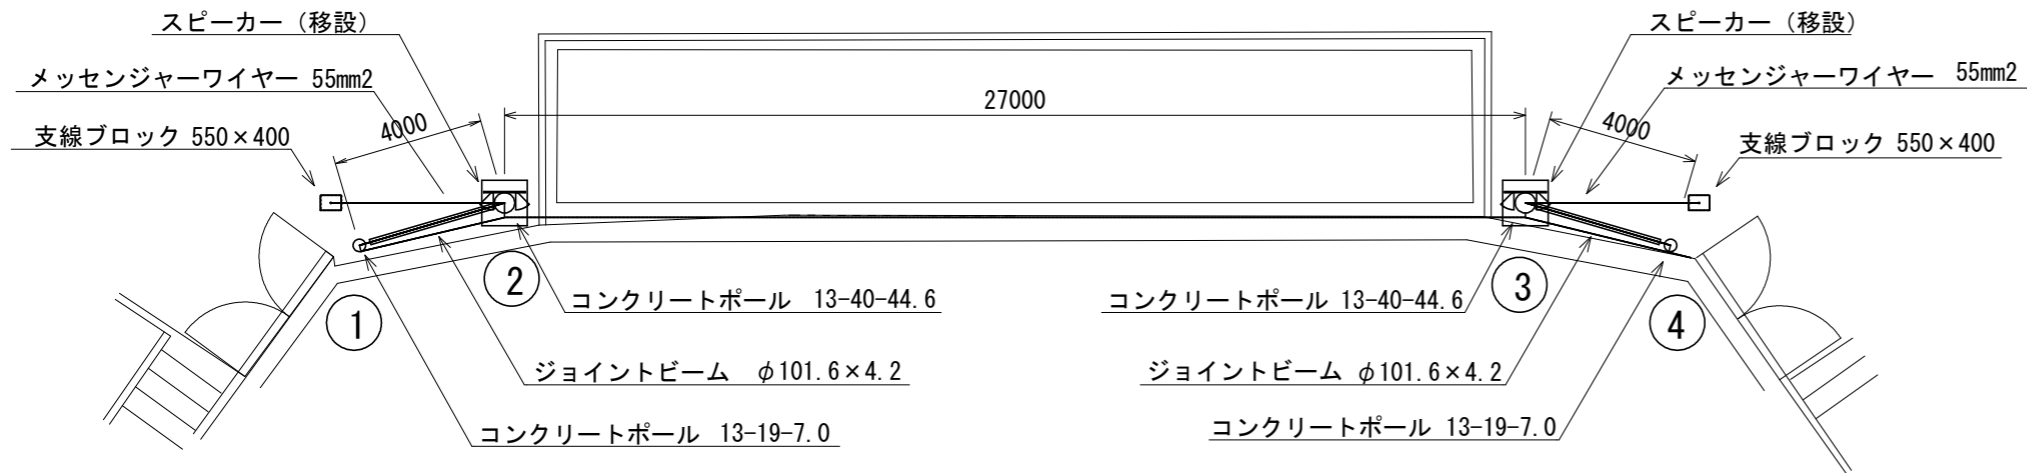 スピーカー（移設）
メッセンジャーワイヤー 55mm2
支線ブロック 550×400
4000
27000
4000
スピーカー（移設）
メッセンジャーワイヤー 55mm2
支線ブロック 550×400
①
②
③
④
コンクリートポール 13-40-44.6
コンクリートポール 13-40-44.6
ジョイントビーム φ101.6×4.2
ジョイントビーム φ101.6×4.2
コンクリートポール 13-19-7.0
コンクリートポール 13-19-7.0